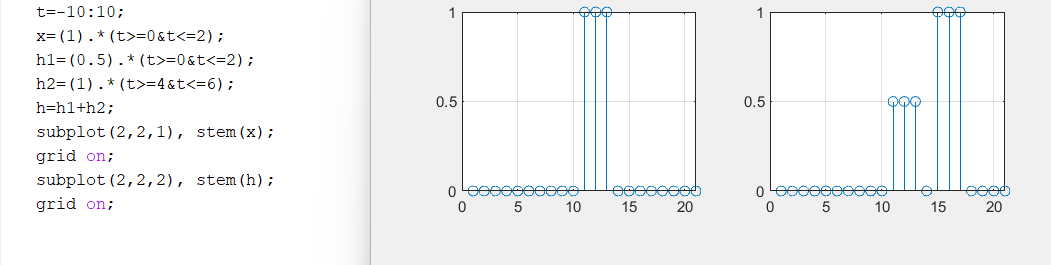 t=-10:10;
x=(1).*(t>=0&t<=2);
h1=(0.5).*(t>=0&t<=2);
h2=(1).*(t>=4&t<=6);
h=h1+h2;
subplot(2,2,1), stem(x);
grid on;
subplot(2,2,2), stem(h);
grid on;
1
0.5
0
0 5 10 15 20
1
0.5
0
0 5 10 15 20